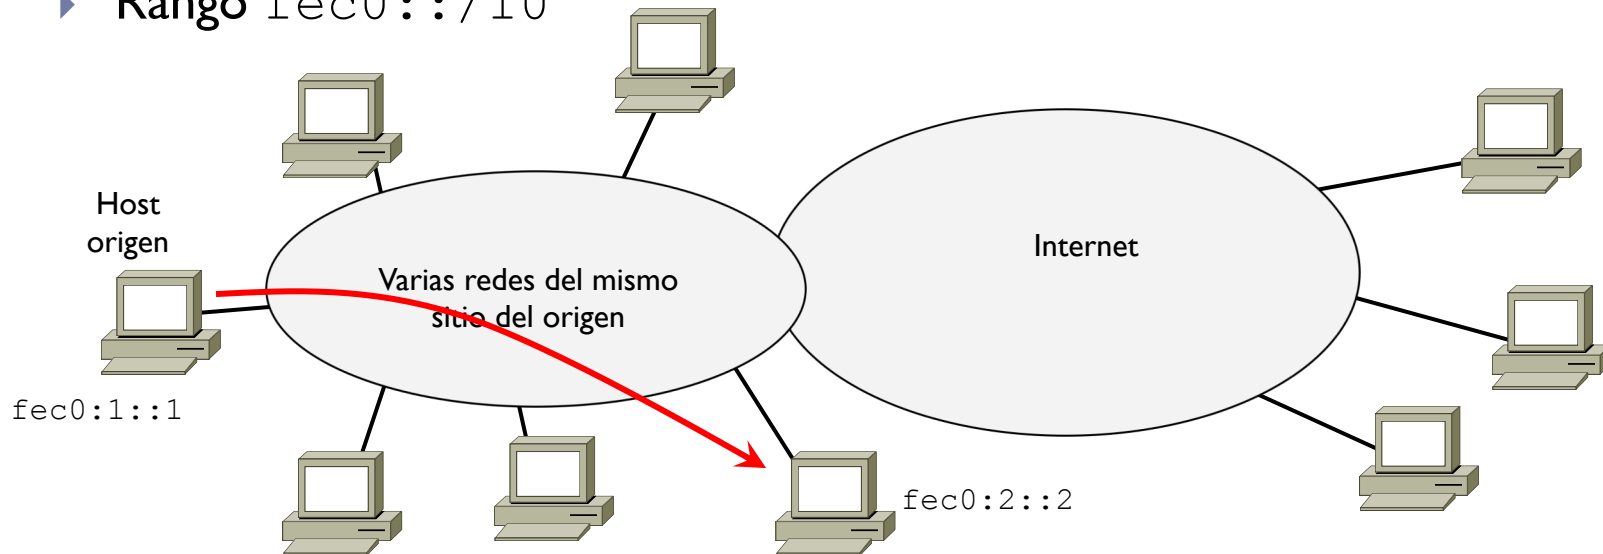 Rango fec0::/10
Host
origen
Varias redes del mismo
sitio del origen
Internet
fec0:1::1
fec0:2::2